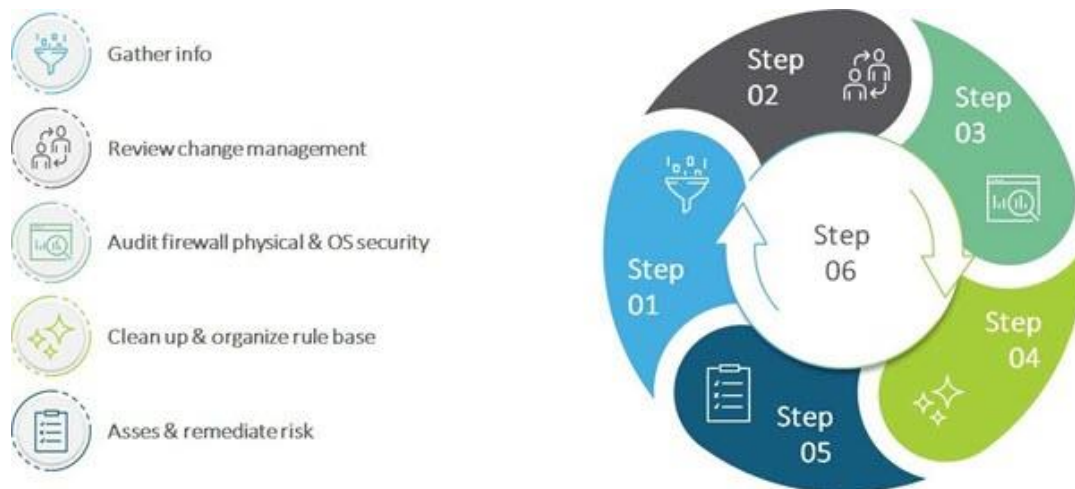 Gather info
Review change management
Audit firewall physical & OS security
Clean up & organize rule base
Asses & remediate risk
Step
01
Step
02
Step
03
Step
04
Step
05
Step
06